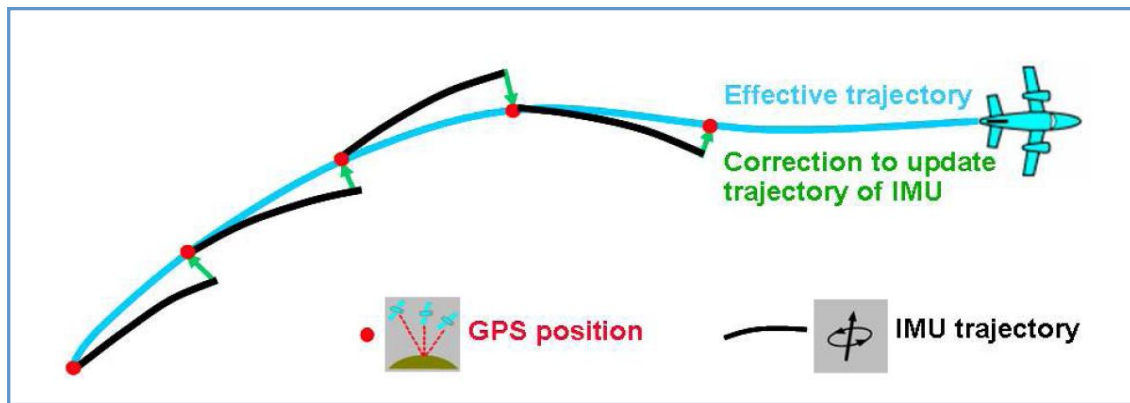 Effective trajectory
Correction to update
trajectory of IMU
GPS position
IMU trajectory